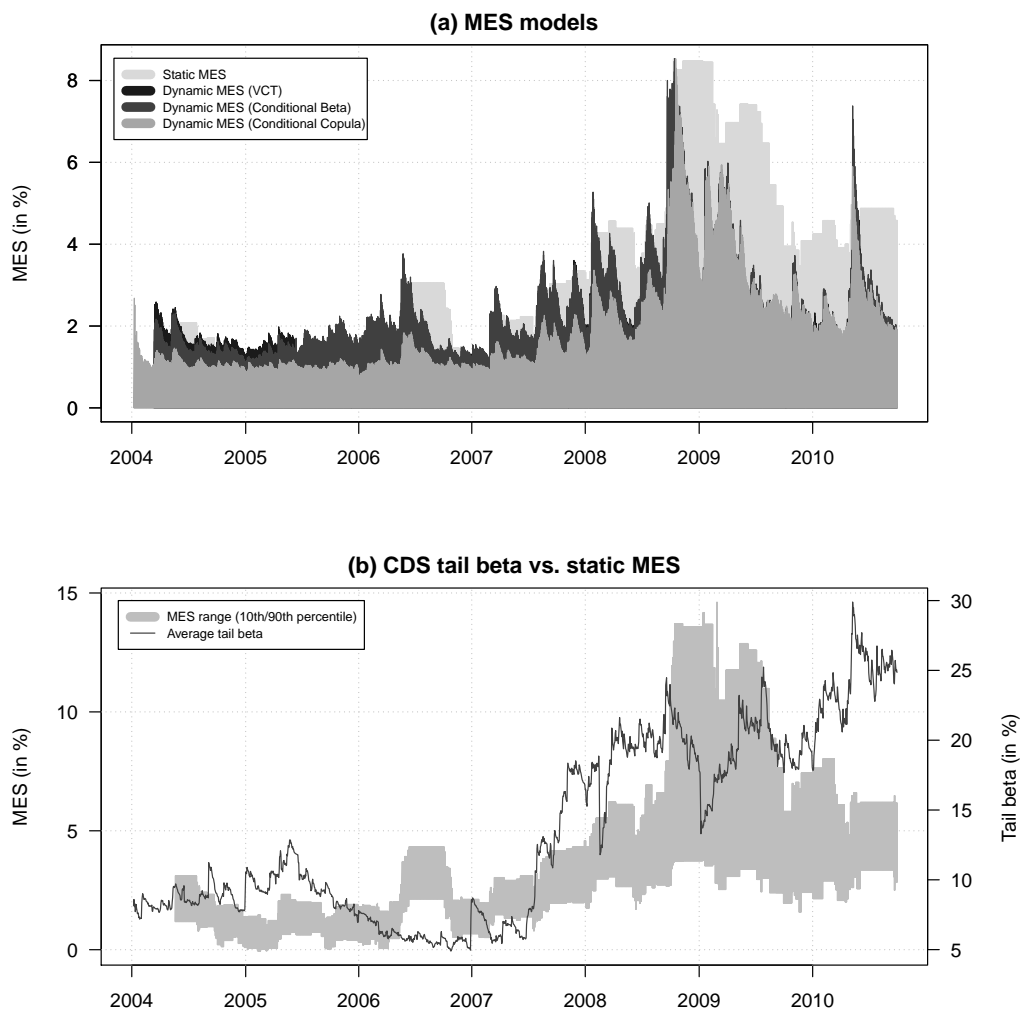 (a) MES models
Static MES
Dynamic MES (VCT)
Dynamic MES (Conditional Beta)
Dynamic MES (Conditional Copula)
MES (in %)
8
6
4
2
0
2004 2005 2006 2007 2008 2009 2010
(b) CDS tail beta vs. static MES
MES range (10th/90th percentile)
Average tail beta
MES (in %)
15
10
5
0
30
25
20
15
10
5
Tail beta (in %)
2004 2005 2006 2007 2008 2009 2010